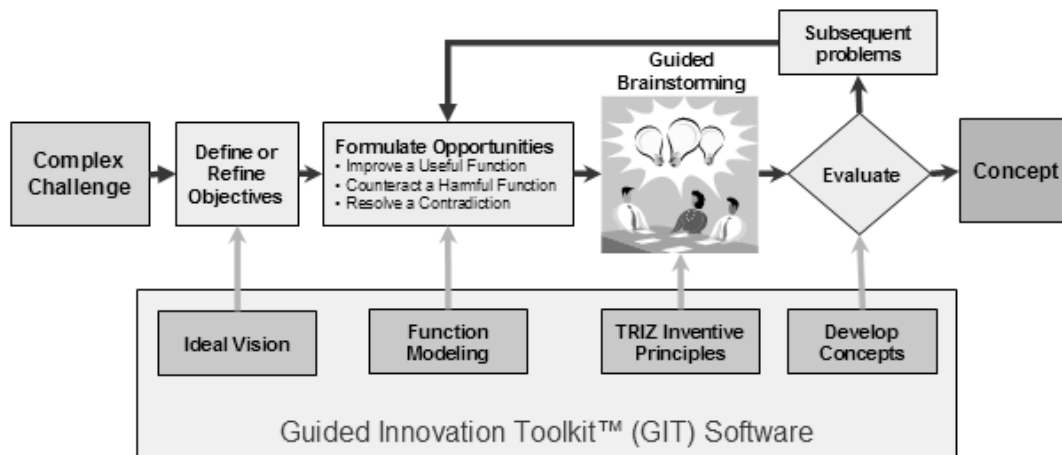 Subsequent
problems
Guided
Brainstorming
Complex
Challenge
Define or
Refine
Objectives
Formulate Opportunities
• Improve a Useful Function
• Counteract a Harmful Function
• Resolve a Contradiction
Evaluate
Concept
Ideal Vision
Function
Modeling
TRIZ Inventive
Principles
Develop
Concepts
Guided Innovation Toolkit™ (GIT) Software